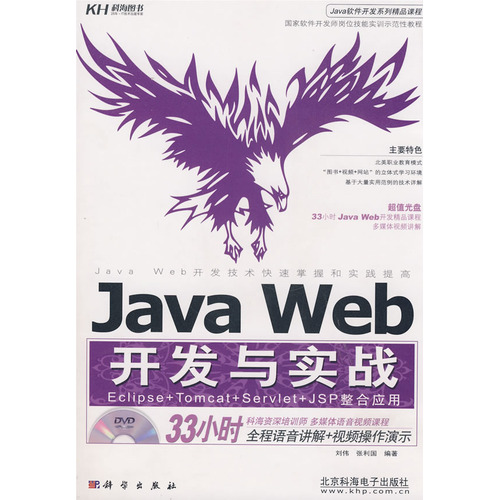 KH 科海图书
Java软件开发系列精品课程
国家软件开发师岗位技能实训示范性教程
主要特色
北美职业教育模式
“图书+视频+网站”的立体式学习环境
基于大量实用范例的技术详解
超值光盘
33小时 Java Web开发精品课程
多媒体视频讲解
Java Web开发技术快速掌握和实践提高
Java Web
开发与实战
Eclipse+Tomcat+Servlet+JSP整合应用
DVD
33小时
科海资深培训师 多媒体语音视频课程
全程语音讲解+视频操作演示
刘伟 张利国 编著
科学出版社
北京科海电子出版社
www.khp.com.cn